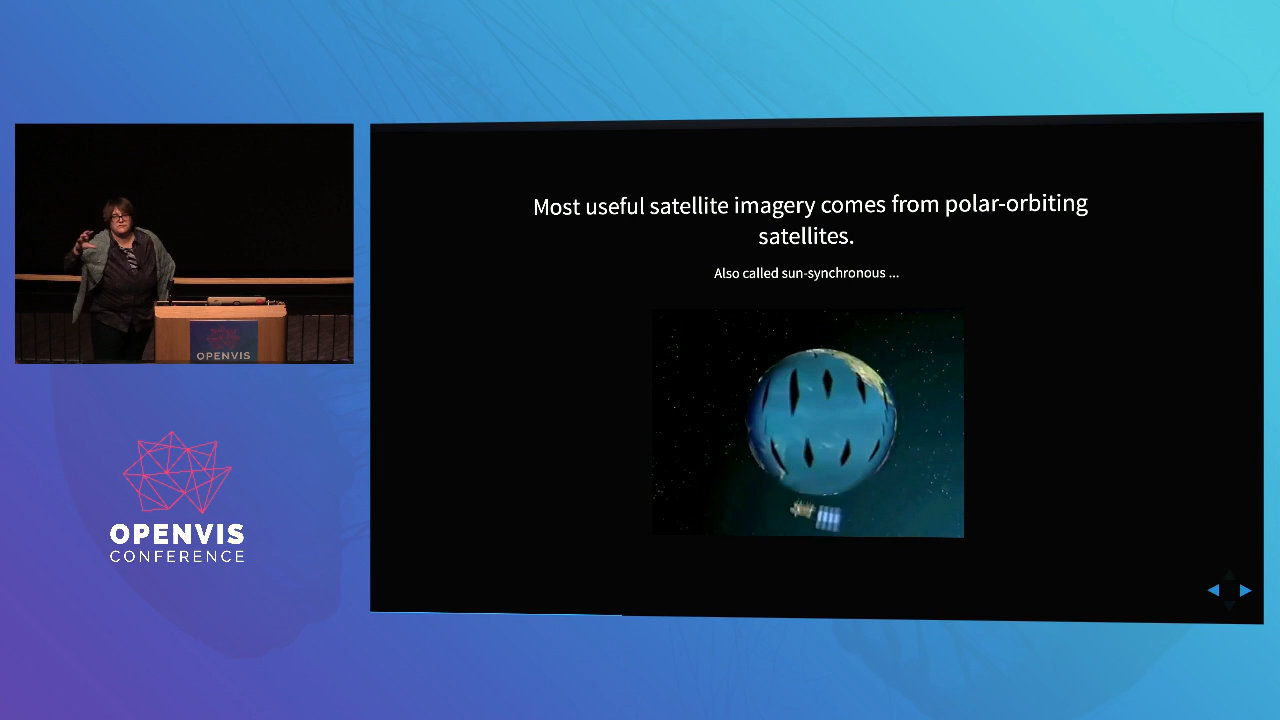 Most useful satellite imagery comes from polar-orbiting
satellites.
Also called sun-synchronous ...
OPENVIS
OPENVIS
CONFERENCE